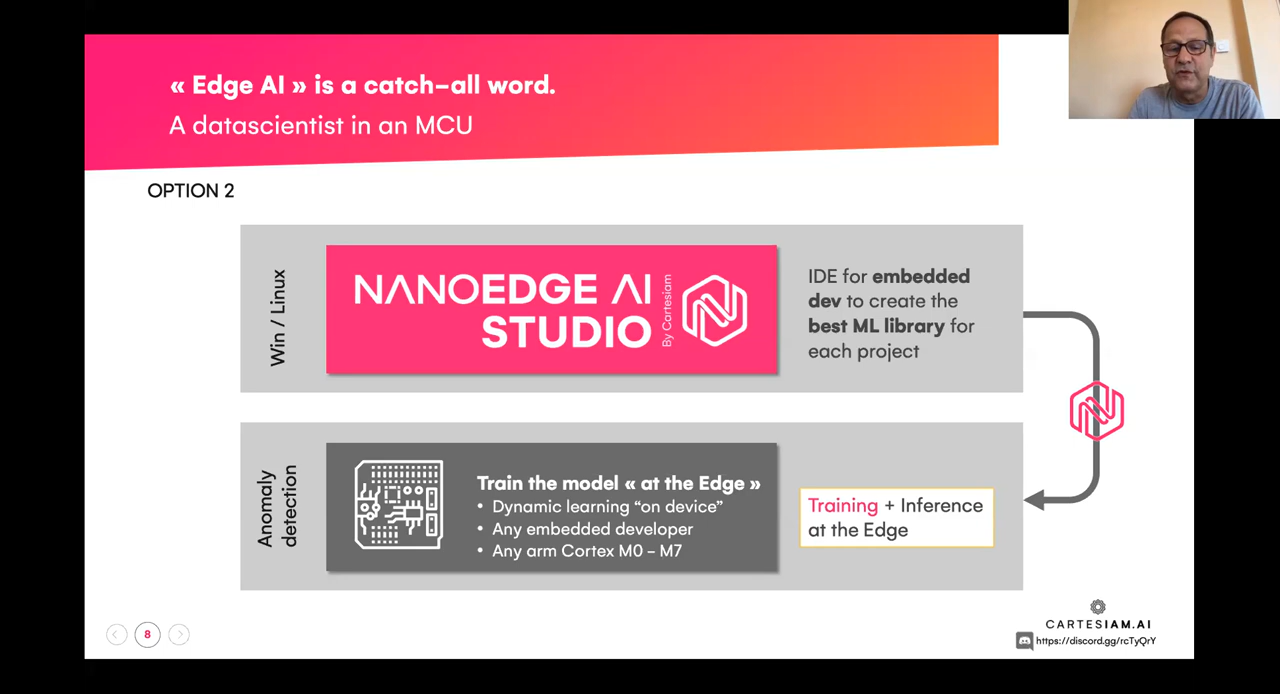 « Edge AI » is a catch-all word.
A datascientist in an MCU
OPTION 2
Win / Linux
NANOEDGE AI
STUDIO
By Cartesiam
IDE for embedded
dev to create the
best ML library for
each project
Anomaly
detection
Train the model « at the Edge »
• Dynamic learning “on device”
• Any embedded developer
• Any arm Cortex M0 - M7
Training + Inference
at the Edge
8
CARTESIAM.AI
https://discord.gg/rcTyQrY